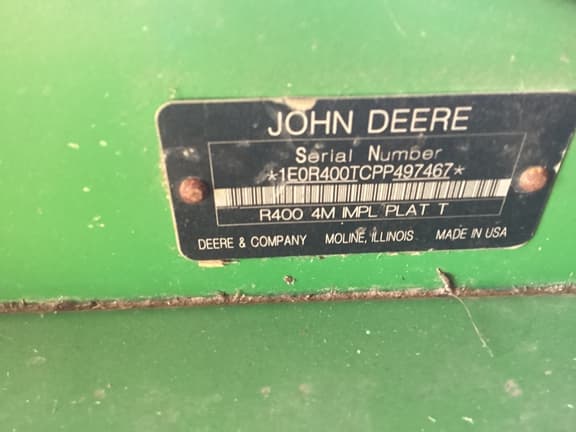 JOHN DEERE
Serial Number
*1E0R400TCPP497467*
R400 4M IMPL PLAT T
DEERE & COMPANY MOLINE, ILLINOIS MADE IN USA